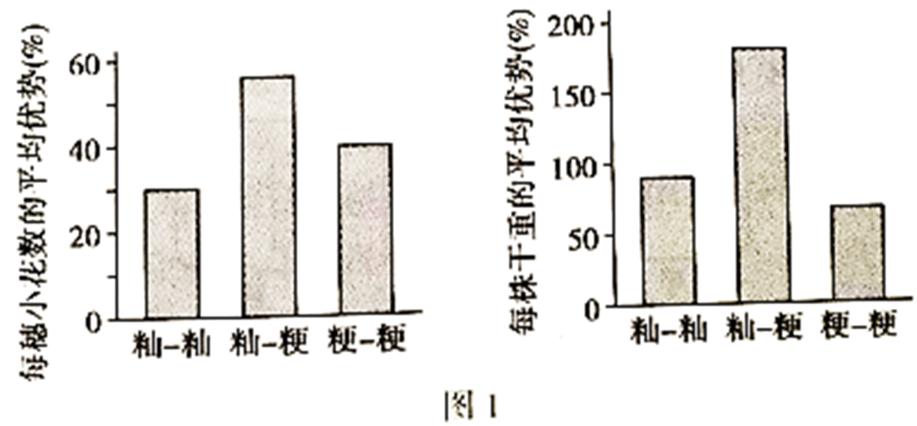 每穗小花数的平均优势(%)
60
40
20
0
籼-籼 籼-粳 粳-粳
每株干重的平均优势(%)
200
150
100
50
0
籼-籼 籼-粳 粳-粳
图 1